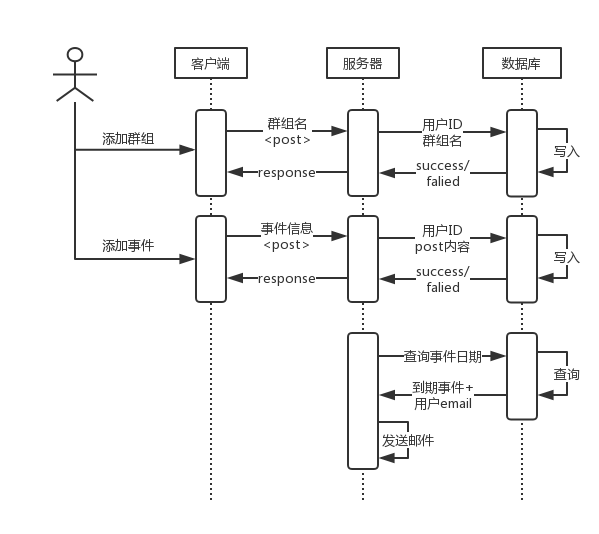 客户端
服务器
数据库
添加群组
群组名
<post>
用户ID
群组名
写入
response
success/
falied
添加事件
事件信息
<post>
用户ID
post内容
写入
response
success/
falied
查询事件日期
查询
到期事件+
用户email
发送邮件